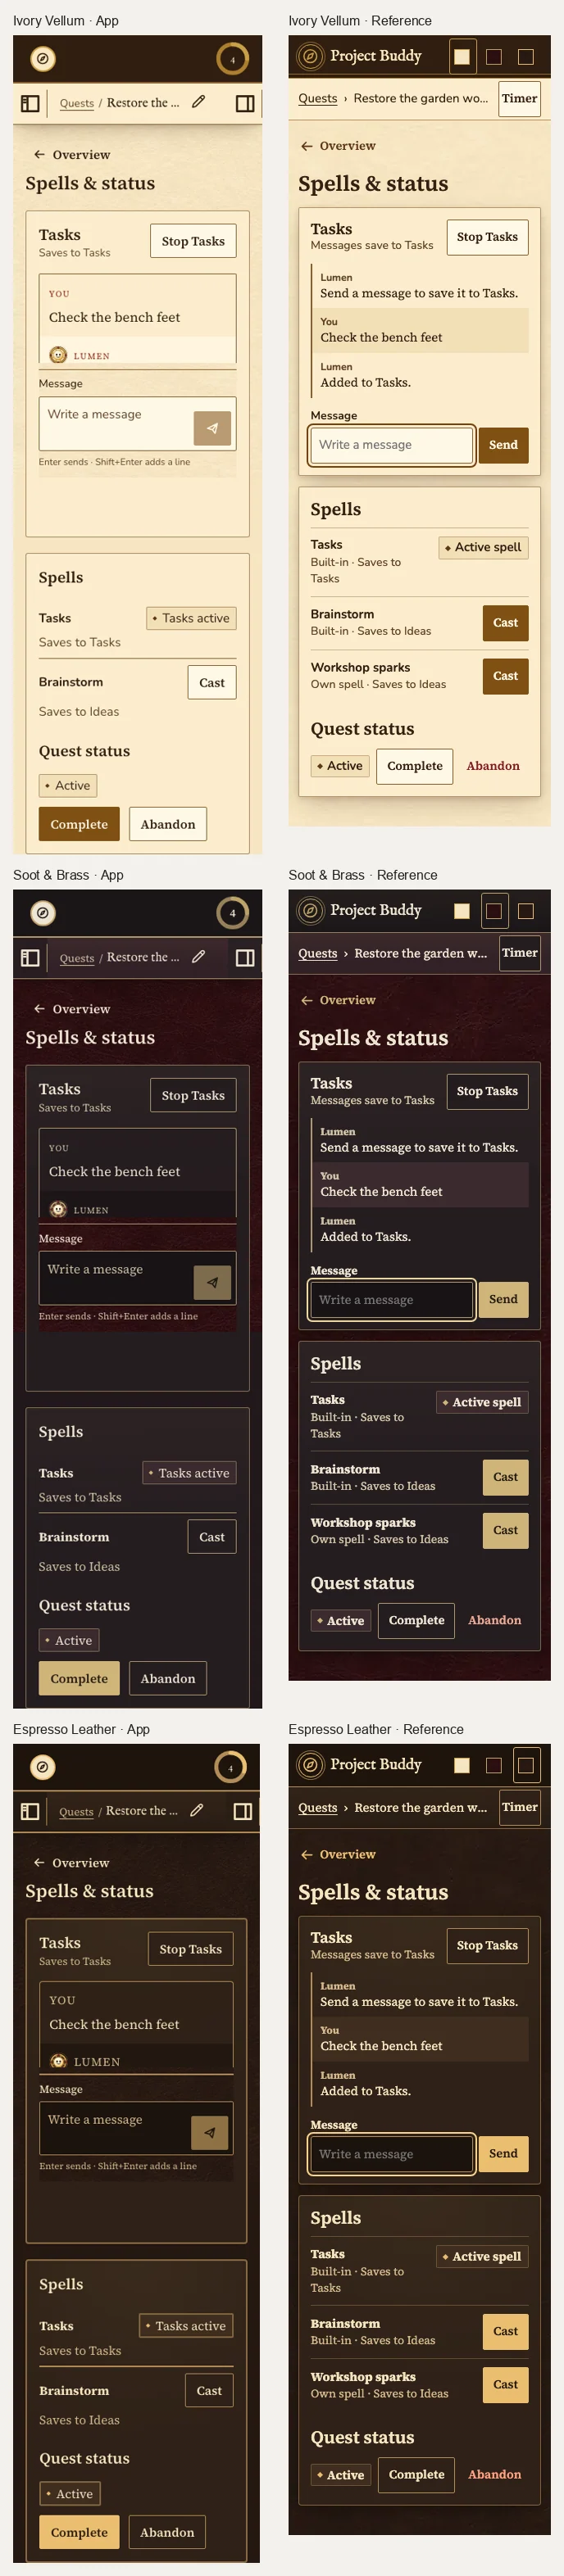 Ivory Vellum · App
4
Quests / Restore the ...
← Overview
Spells & status
Tasks
Saves to Tasks
Stop Tasks
YOU
Check the bench feet
LUMEN
Message
Write a message
Enter sends · Shift+Enter adds a line
Spells
Tasks
Tasks active
Saves to Tasks
Brainstorm
Cast
Saves to Ideas
Quest status
Active
Complete
Abandon
Ivory Vellum · Reference
Project Buddy
Quests › Restore the garden wo...
Timer
← Overview
Spells & status
Tasks
Messages save to Tasks
Stop Tasks
Lumen
Send a message to save it to Tasks.
You
Check the bench feet
Lumen
Added to Tasks.
Message
Write a message
Send
Spells
Tasks
Active spell
Built-in · Saves to
Tasks
Brainstorm
Built-in · Saves to Ideas
Cast
Workshop sparks
Own spell · Saves to Ideas
Cast
Quest status
Active
Complete
Abandon
Soot & Brass · App
4
Quests / Restore the ...
← Overview
Spells & status
Tasks
Saves to Tasks
Stop Tasks
YOU
Check the bench feet
LUMEN
Message
Write a message
Enter sends · Shift+Enter adds a line
Spells
Tasks
Tasks active
Saves to Tasks
Brainstorm
Cast
Saves to Ideas
Quest status
Active
Complete
Abandon
Soot & Brass · Reference
Project Buddy
Quests › Restore the garden w...
Timer
← Overview
Spells & status
Tasks
Messages save to Tasks
Stop Tasks
Lumen
Send a message to save it to Tasks.
You
Check the bench feet
Lumen
Added to Tasks.
Message
Write a message
Send
Spells
Tasks
Active spell
Built-in · Saves to
Tasks
Brainstorm
Built-in · Saves to Ideas
Cast
Workshop sparks
Own spell · Saves to Ideas
Cast
Quest status
Active
Complete
Abandon
Espresso Leather · App
4
Quests / Restore the ...
← Overview
Spells & status
Tasks
Saves to Tasks
Stop Tasks
YOU
Check the bench feet
LUMEN
Message
Write a message
Enter sends · Shift+Enter adds a line
Spells
Tasks
Tasks active
Saves to Tasks
Brainstorm
Cast
Saves to Ideas
Quest status
Active
Complete
Abandon
Espresso Leather · Reference
Project Buddy
Quests › Restore the garden w...
Timer
← Overview
Spells & status
Tasks
Messages save to Tasks
Stop Tasks
Lumen
Send a message to save it to Tasks.
You
Check the bench feet
Lumen
Added to Tasks.
Message
Write a message
Send
Spells
Tasks
Active spell
Built-in · Saves to
Tasks
Brainstorm
Built-in · Saves to Ideas
Cast
Workshop sparks
Own spell · Saves to Ideas
Cast
Quest status
Active
Complete
Abandon